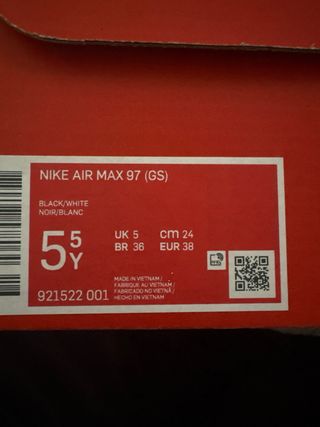 NIKE AIR MAX 97 (GS)
BLACK/WHITE
NOIR/BLANC
5 5Y
UK 5 cm 24
BR 36 EUR 38
MADE IN VIETNAM /
FABRIQUÉ AU VIETNAM /
FABRICADO NO VIETNÃ /
HECHO EN VIETNAM
921522 001